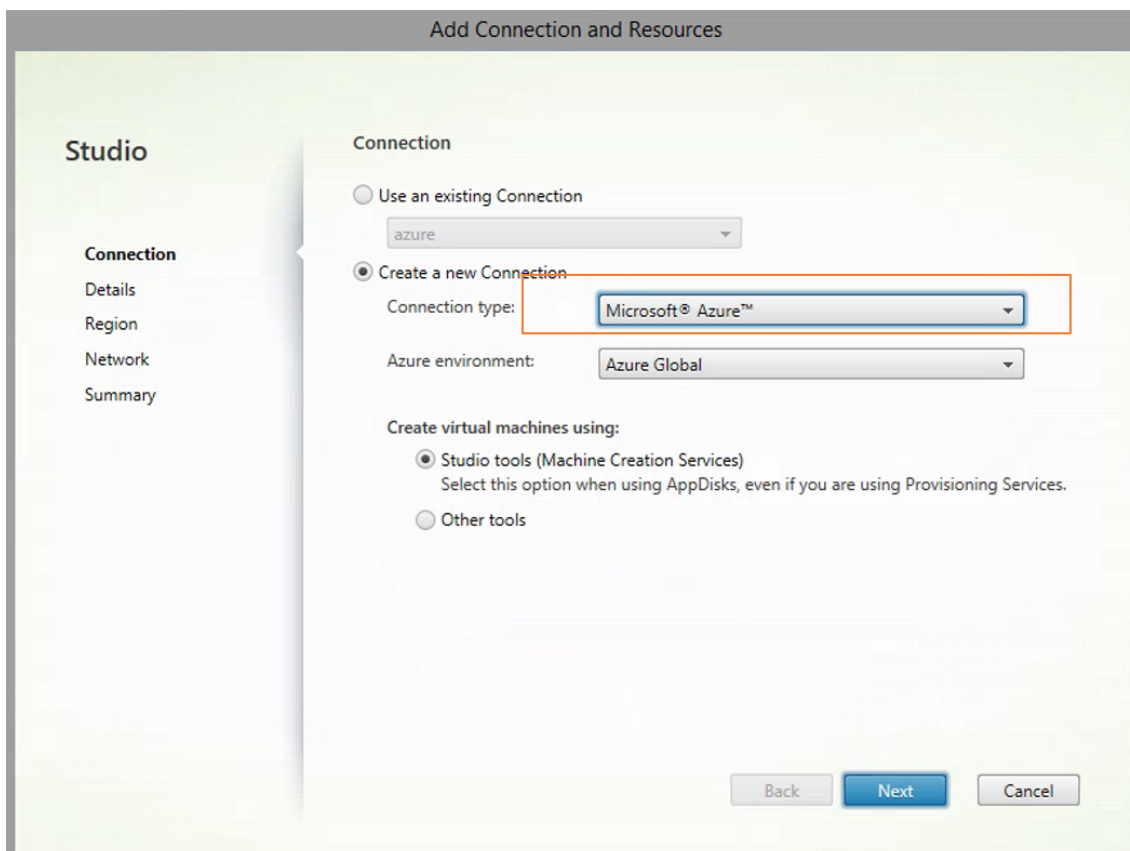 Add Connection and Resources
Studio
Connection
Details
Region
Network
Summary
Connection
Use an existing Connection
azure
Create a new Connection
Connection type:
Microsoft® Azure™
Azure environment:
Azure Global
Create virtual machines using:
Studio tools (Machine Creation Services)
Select this option when using AppDisks, even if you are using Provisioning Services.
Other tools
Back
Next
Cancel